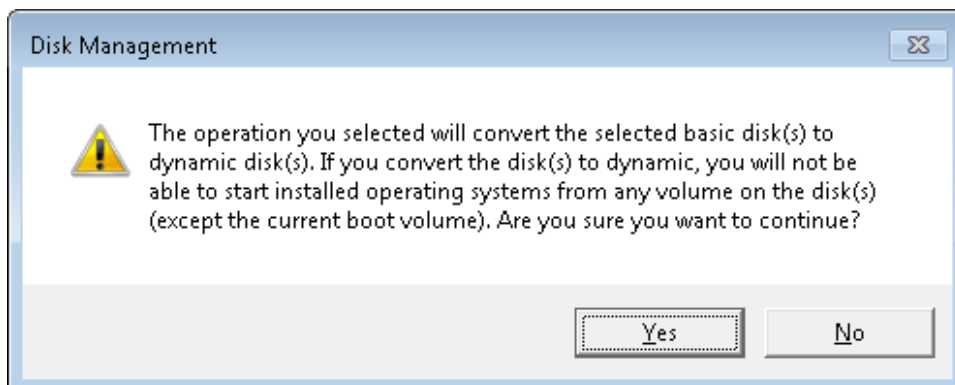 Disk Management
The operation you selected will convert the selected basic disk(s) to
dynamic disk(s). If you convert the disk(s) to dynamic, you will not be
able to start installed operating systems from any volume on the disk(s)
(except the current boot volume). Are you sure you want to continue?
Yes
No